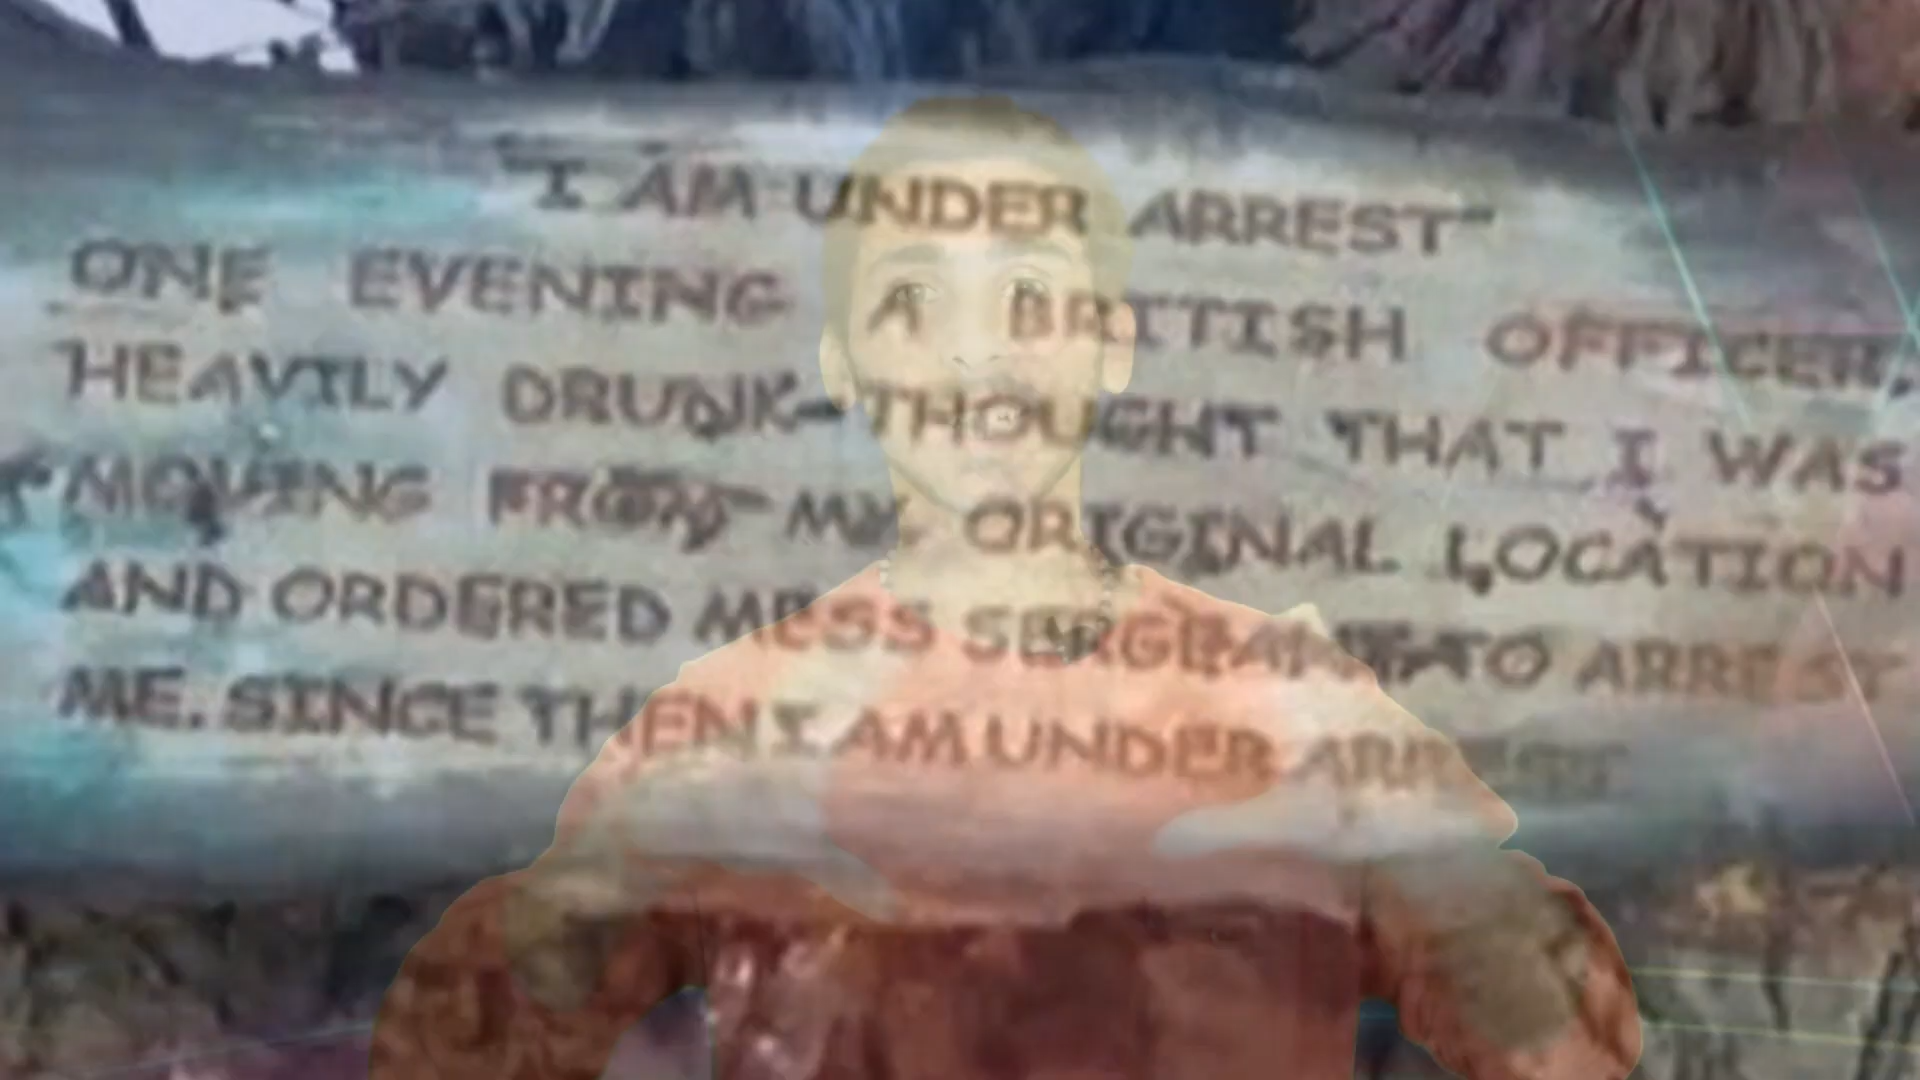 "I AM UNDER ARREST"
ONE EVENING A BRITISH OFFICER,
HEAVILY DRUNK THOUGHT THAT I WAS
MOVING FROM MY ORIGINAL LOCATION
AND ORDERED MESS SERGEANT TO ARREST
ME. SINCE THEN I AM UNDER ARREST